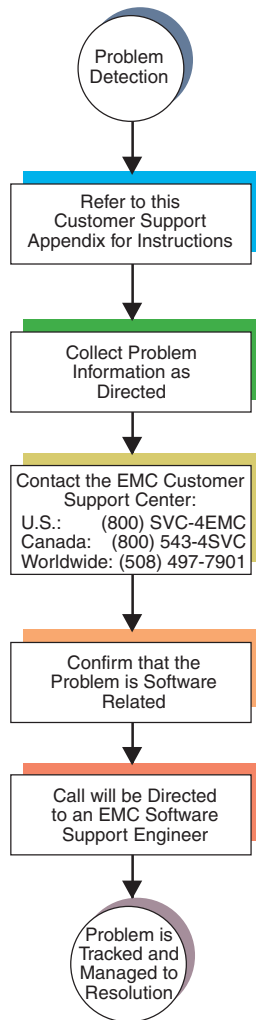 Problem
Detection
Refer to this
Customer Support
Appendix for Instructions
Collect Problem
Information as
Directed
Contact the EMC Customer
Support Center:
U.S.: (800) SVC-4EMC
Canada: (800) 543-4SVC
Worldwide: (508) 497-7901
Confirm that the
Problem is Software
Related
Call will be Directed
to an EMC Software
Support Engineer
Problem is
Tracked and
Managed to
Resolution